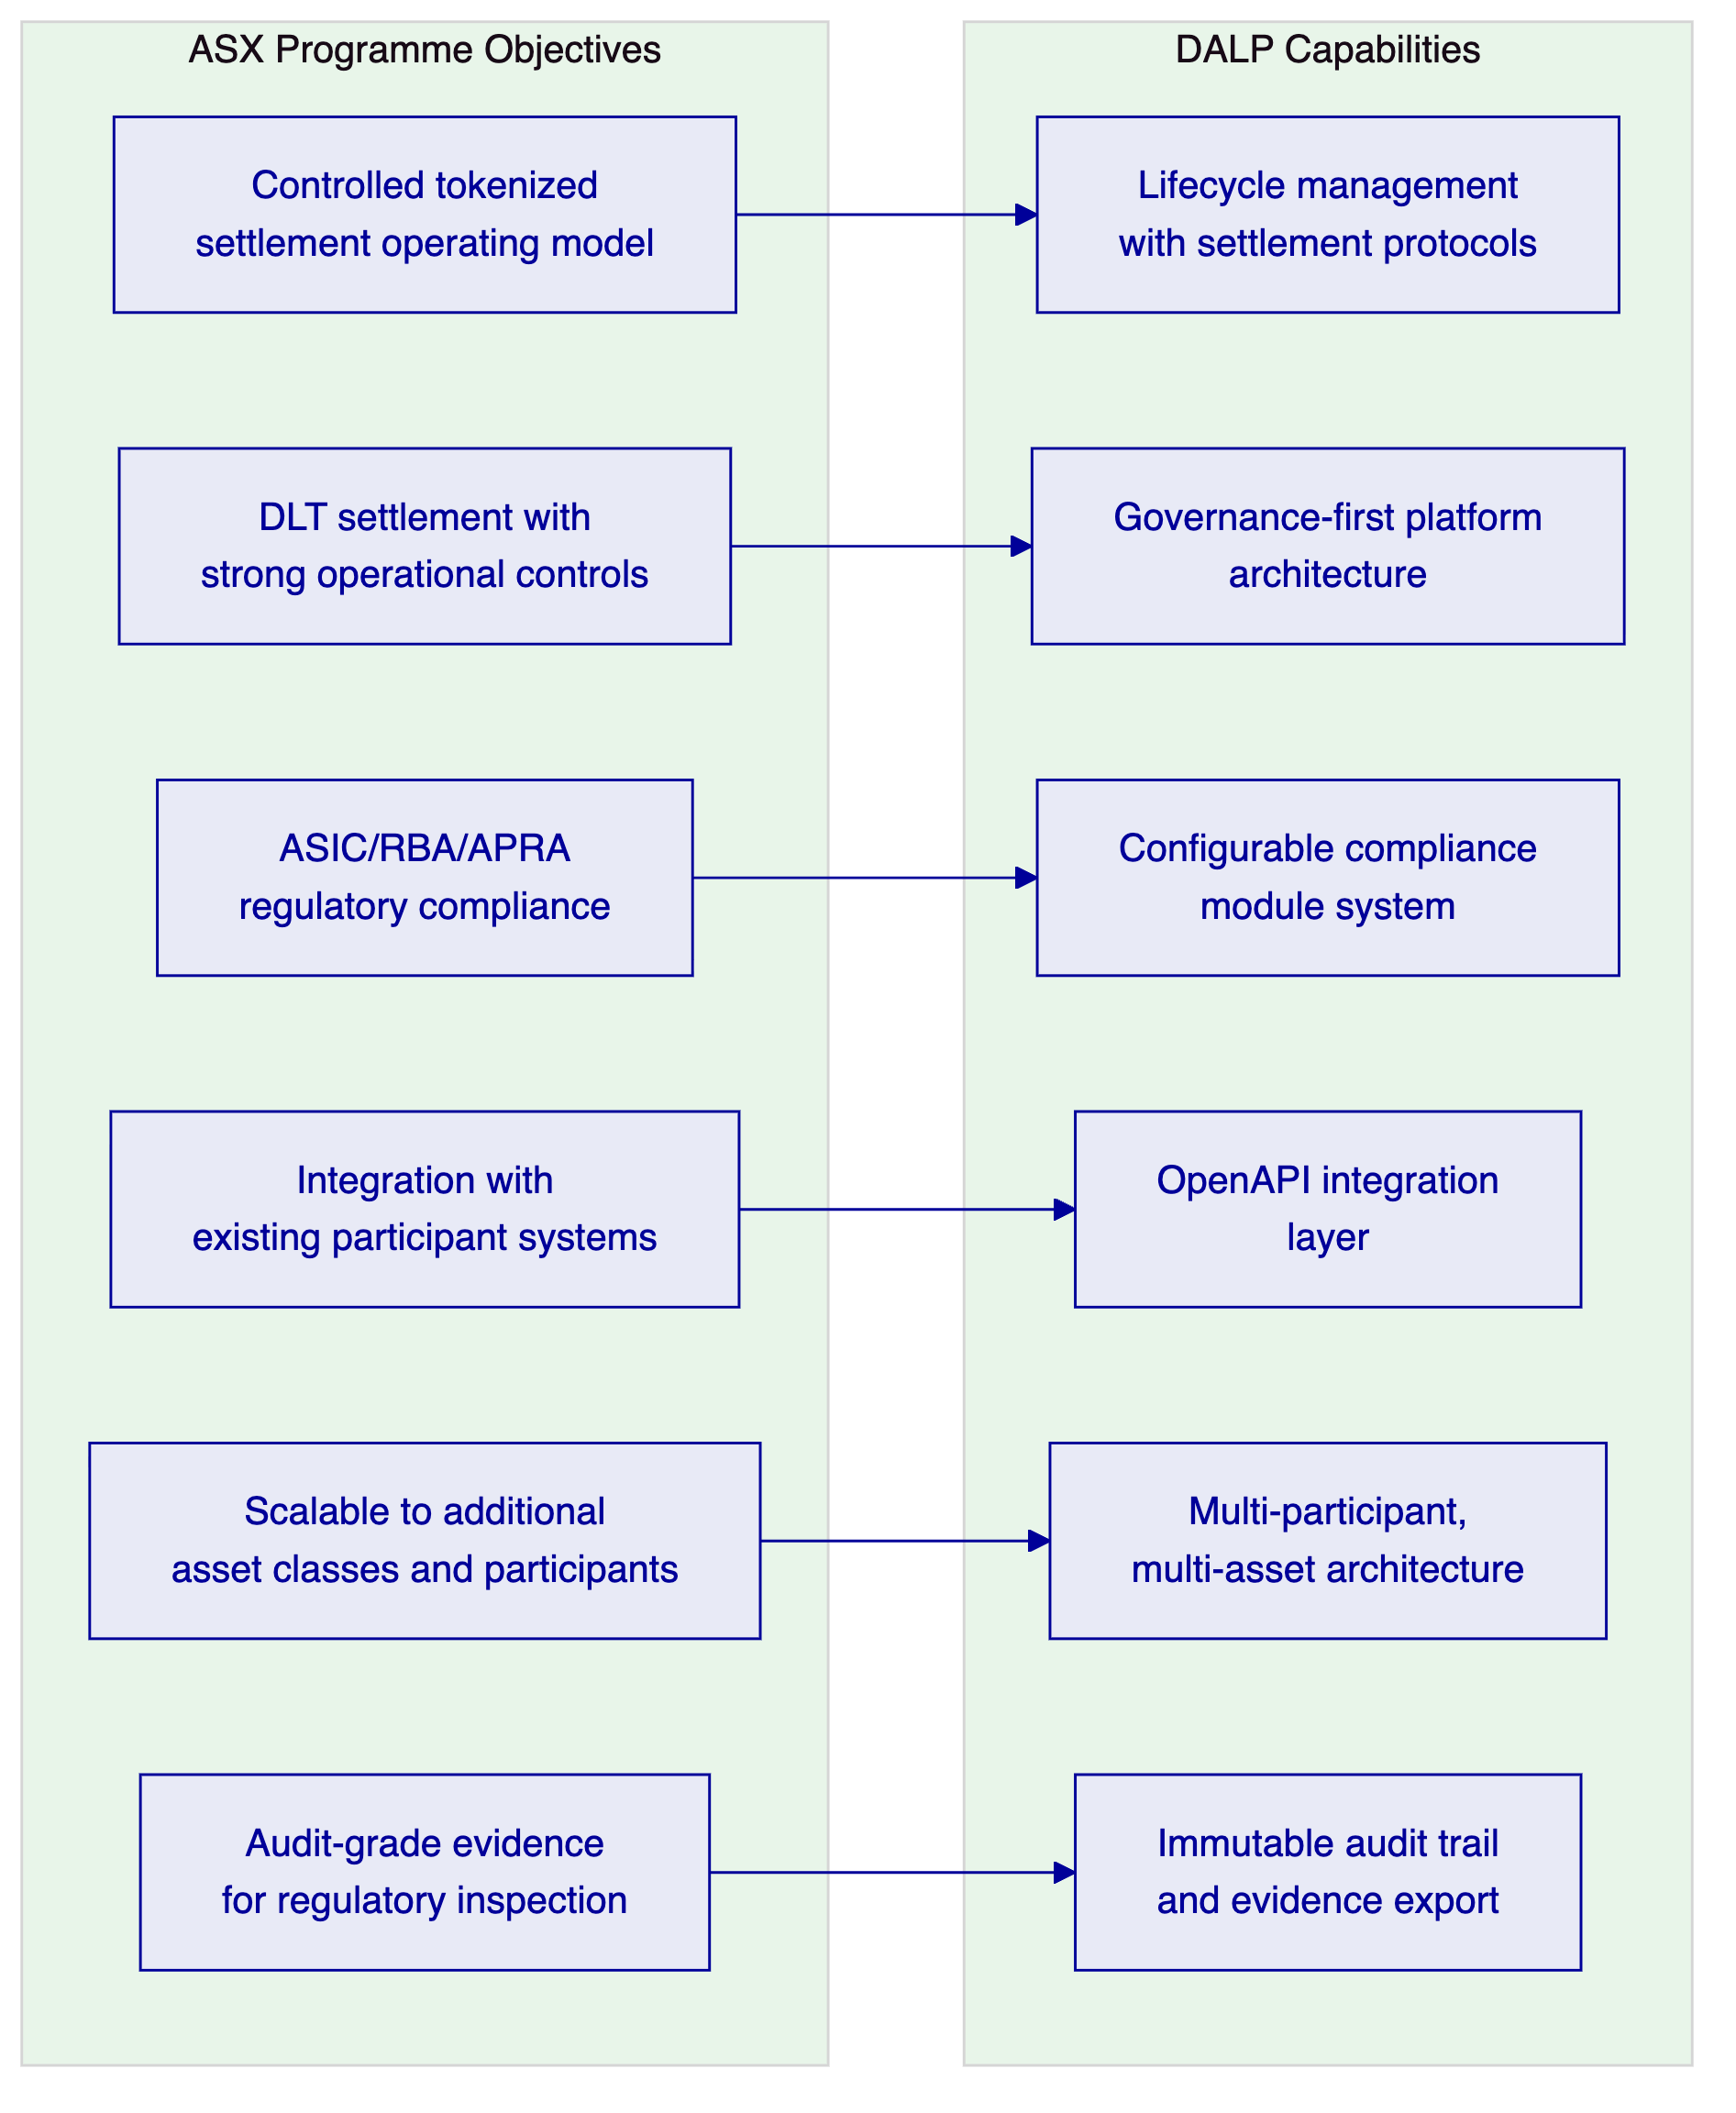 ASX Programme Objectives
Controlled tokenized
settlement operating model
DLT settlement with
strong operational controls
ASIC/RBA/APRA
regulatory compliance
Integration with
existing participant systems
Scalable to additional
asset classes and participants
Audit-grade evidence
for regulatory inspection
DALP Capabilities
Lifecycle management
with settlement protocols
Governance-first platform
architecture
Configurable compliance
module system
OpenAPI integration
layer
Multi-participant,
multi-asset architecture
Immutable audit trail
and evidence export